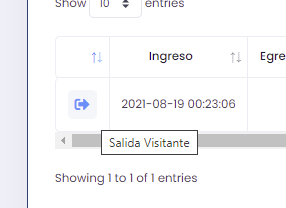 Show 10 entries
Ingreso Egre
2021-08-19 00:23:06
Salida Visitante
Showing 1 to 1 of 1 entries